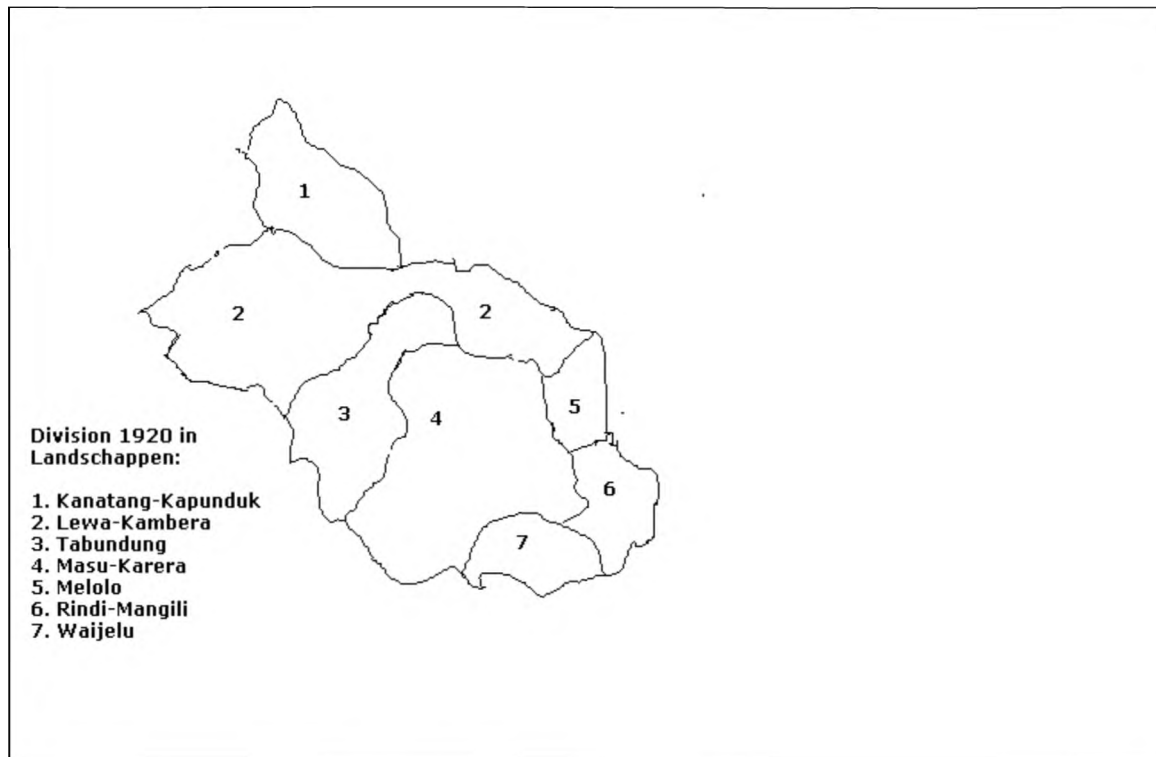 1
2
2
3
4
5
6
7
Division 1920 in
Landschappen:
1. Kanatang-Kapunduk
2. Lewa-Kambera
3. Tabundung
4. Masu-Karera
5. Melolo
6. Rindi-Mangili
7. Waijelu